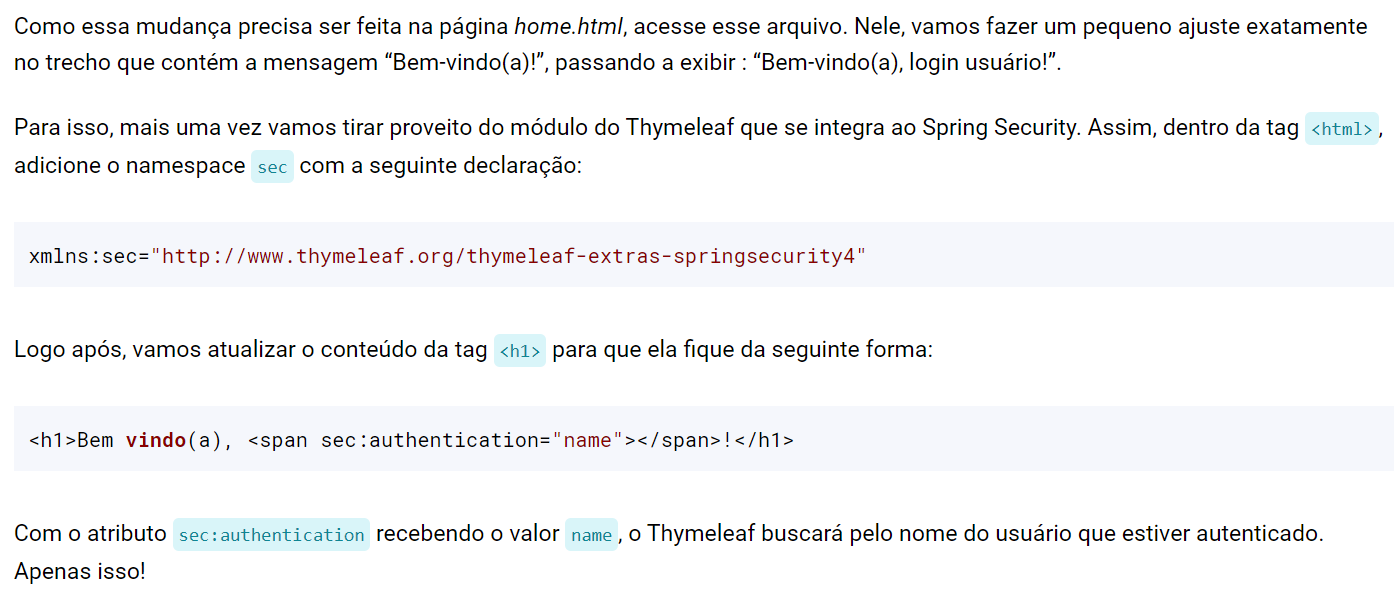 Como essa mudança precisa ser feita na página home.html, acesse esse arquivo. Nele, vamos fazer um pequeno ajuste exatamente
no trecho que contém a mensagem “Bem-vindo(a)!”, passando a exibir : “Bem-vindo(a), login usuário!”.
Para isso, mais uma vez vamos tirar proveito do módulo do Thymeleaf que se integra ao Spring Security. Assim, dentro da tag <html>,
adicione o namespace sec com a seguinte declaração:
xmlns:sec="http://www.thymeleaf.org/thymeleaf-extras-springsecurity4"
Logo após, vamos atualizar o conteúdo da tag <h1> para que ela fique da seguinte forma:
<h1>Bem vindo(a), <span sec:authentication="name"></span>!</h1>
Com o atributo sec:authentication recebendo o valor name, o Thymeleaf buscará pelo nome do usuário que estiver autenticado.
Apenas isso!